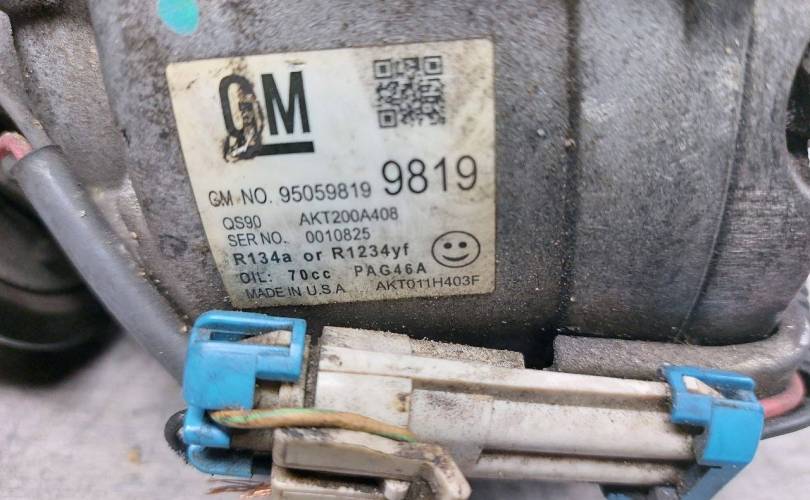 GM
GM NO. 95059819 9819
QS90 AKT200A408
SER NO. 0010825
R134a or R1234yf
OIL: 70cc PAG46A
MADE IN U.S.A AKT011H403F